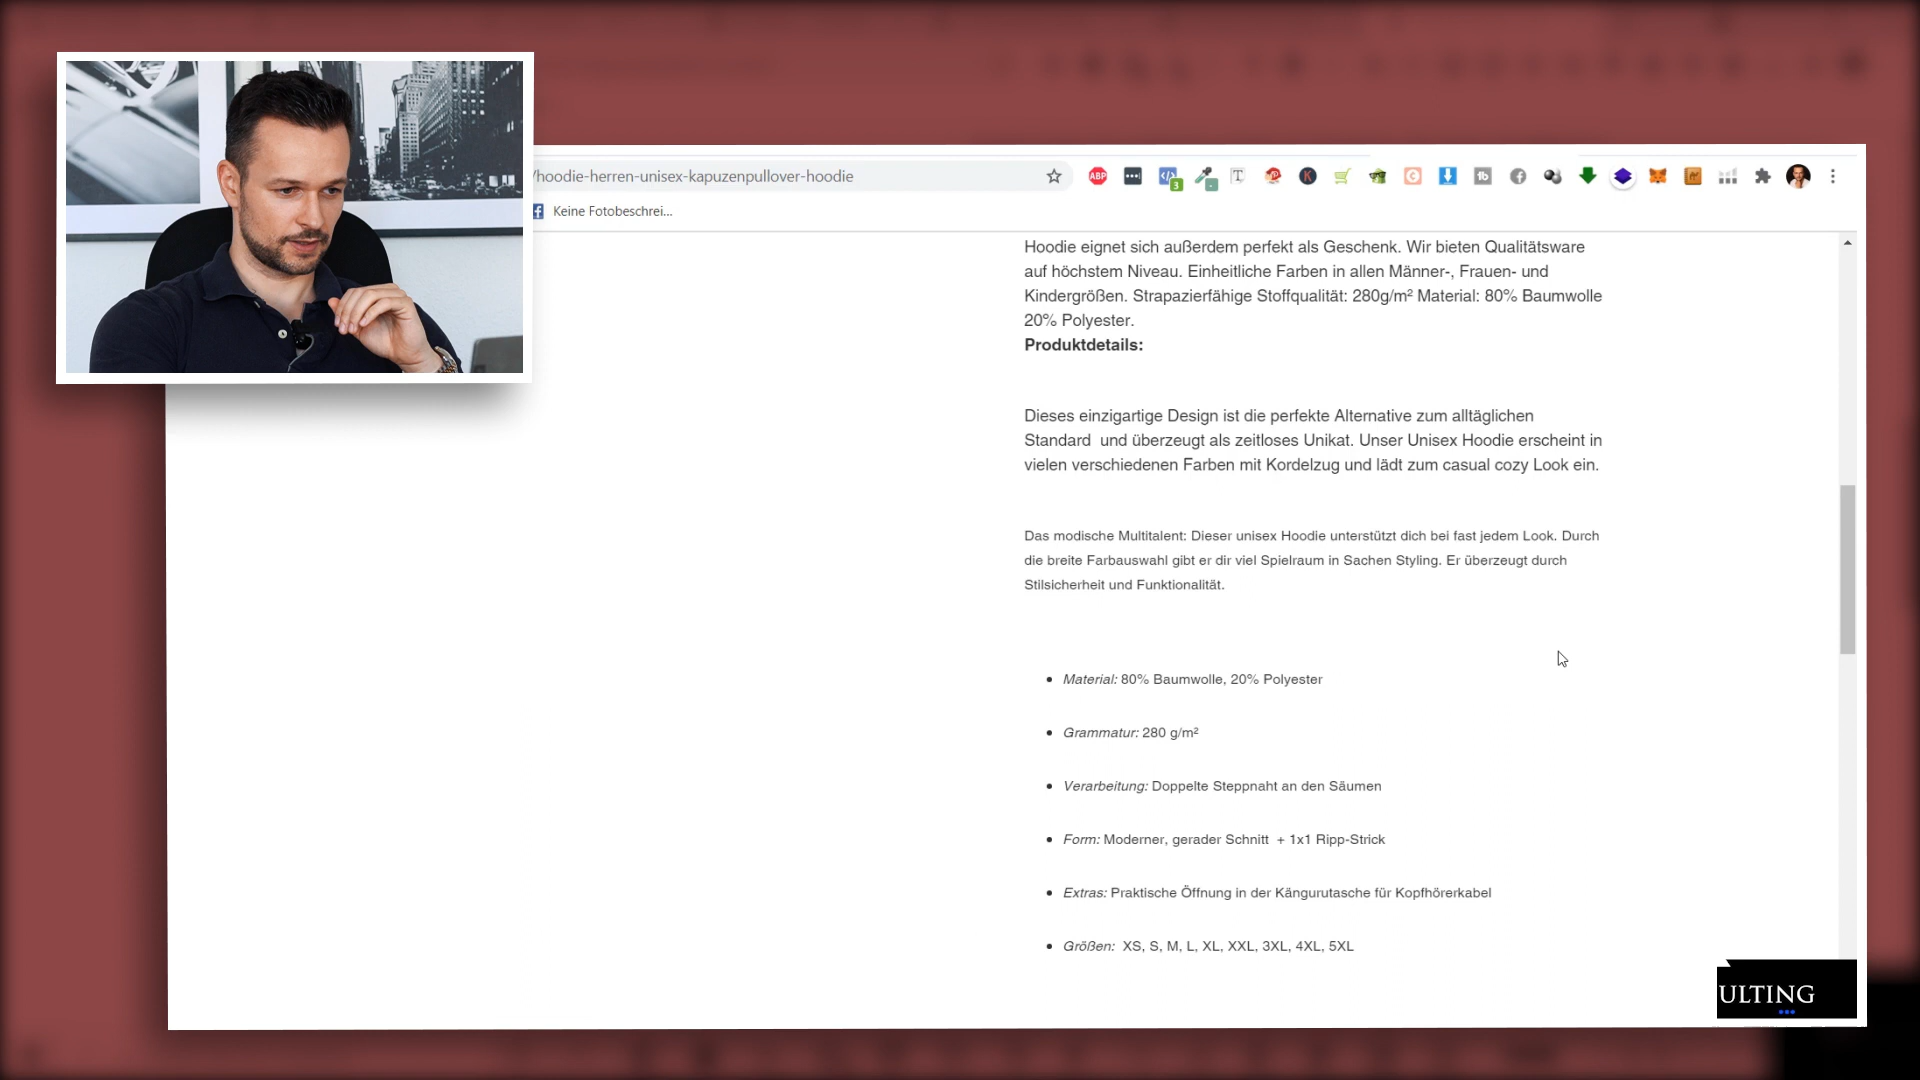 /hoodie-herren-unisex-kapuzenpullover-hoodie
ABP
3
T
K
Keine Fotobeschrei...
Hoodie eignet sich außerdem perfekt als Geschenk. Wir bieten Qualitätsware
auf höchstem Niveau. Einheitliche Farben in allen Männer-, Frauen- und
Kindergrößen. Strapazierfähige Stoffqualität: 280g/m² Material: 80% Baumwolle
20% Polyester.
Produktdetails:
Dieses einzigartige Design ist die perfekte Alternative zum alltäglichen
Standard  und überzeugt als zeitloses Unikat. Unser Unisex Hoodie erscheint in
vielen verschiedenen Farben mit Kordelzug und lädt zum casual cozy Look ein.
Das modische Multitalent: Dieser unisex Hoodie unterstützt dich bei fast jedem Look. Durch
die breite Farbauswahl gibt er dir viel Spielraum in Sachen Styling. Er überzeugt durch
Stilsicherheit und Funktionalität.
• Material: 80% Baumwolle, 20% Polyester
• Grammatur: 280 g/m²
• Verarbeitung: Doppelte Steppnaht an den Säumen
• Form: Moderner, gerader Schnitt  + 1x1 Ripp-Strick
• Extras: Praktische Öffnung in der Kängurutasche für Kopfhörerkabel
• Größen:  XS, S, M, L, XL, XXL, 3XL, 4XL, 5XL
ULTING